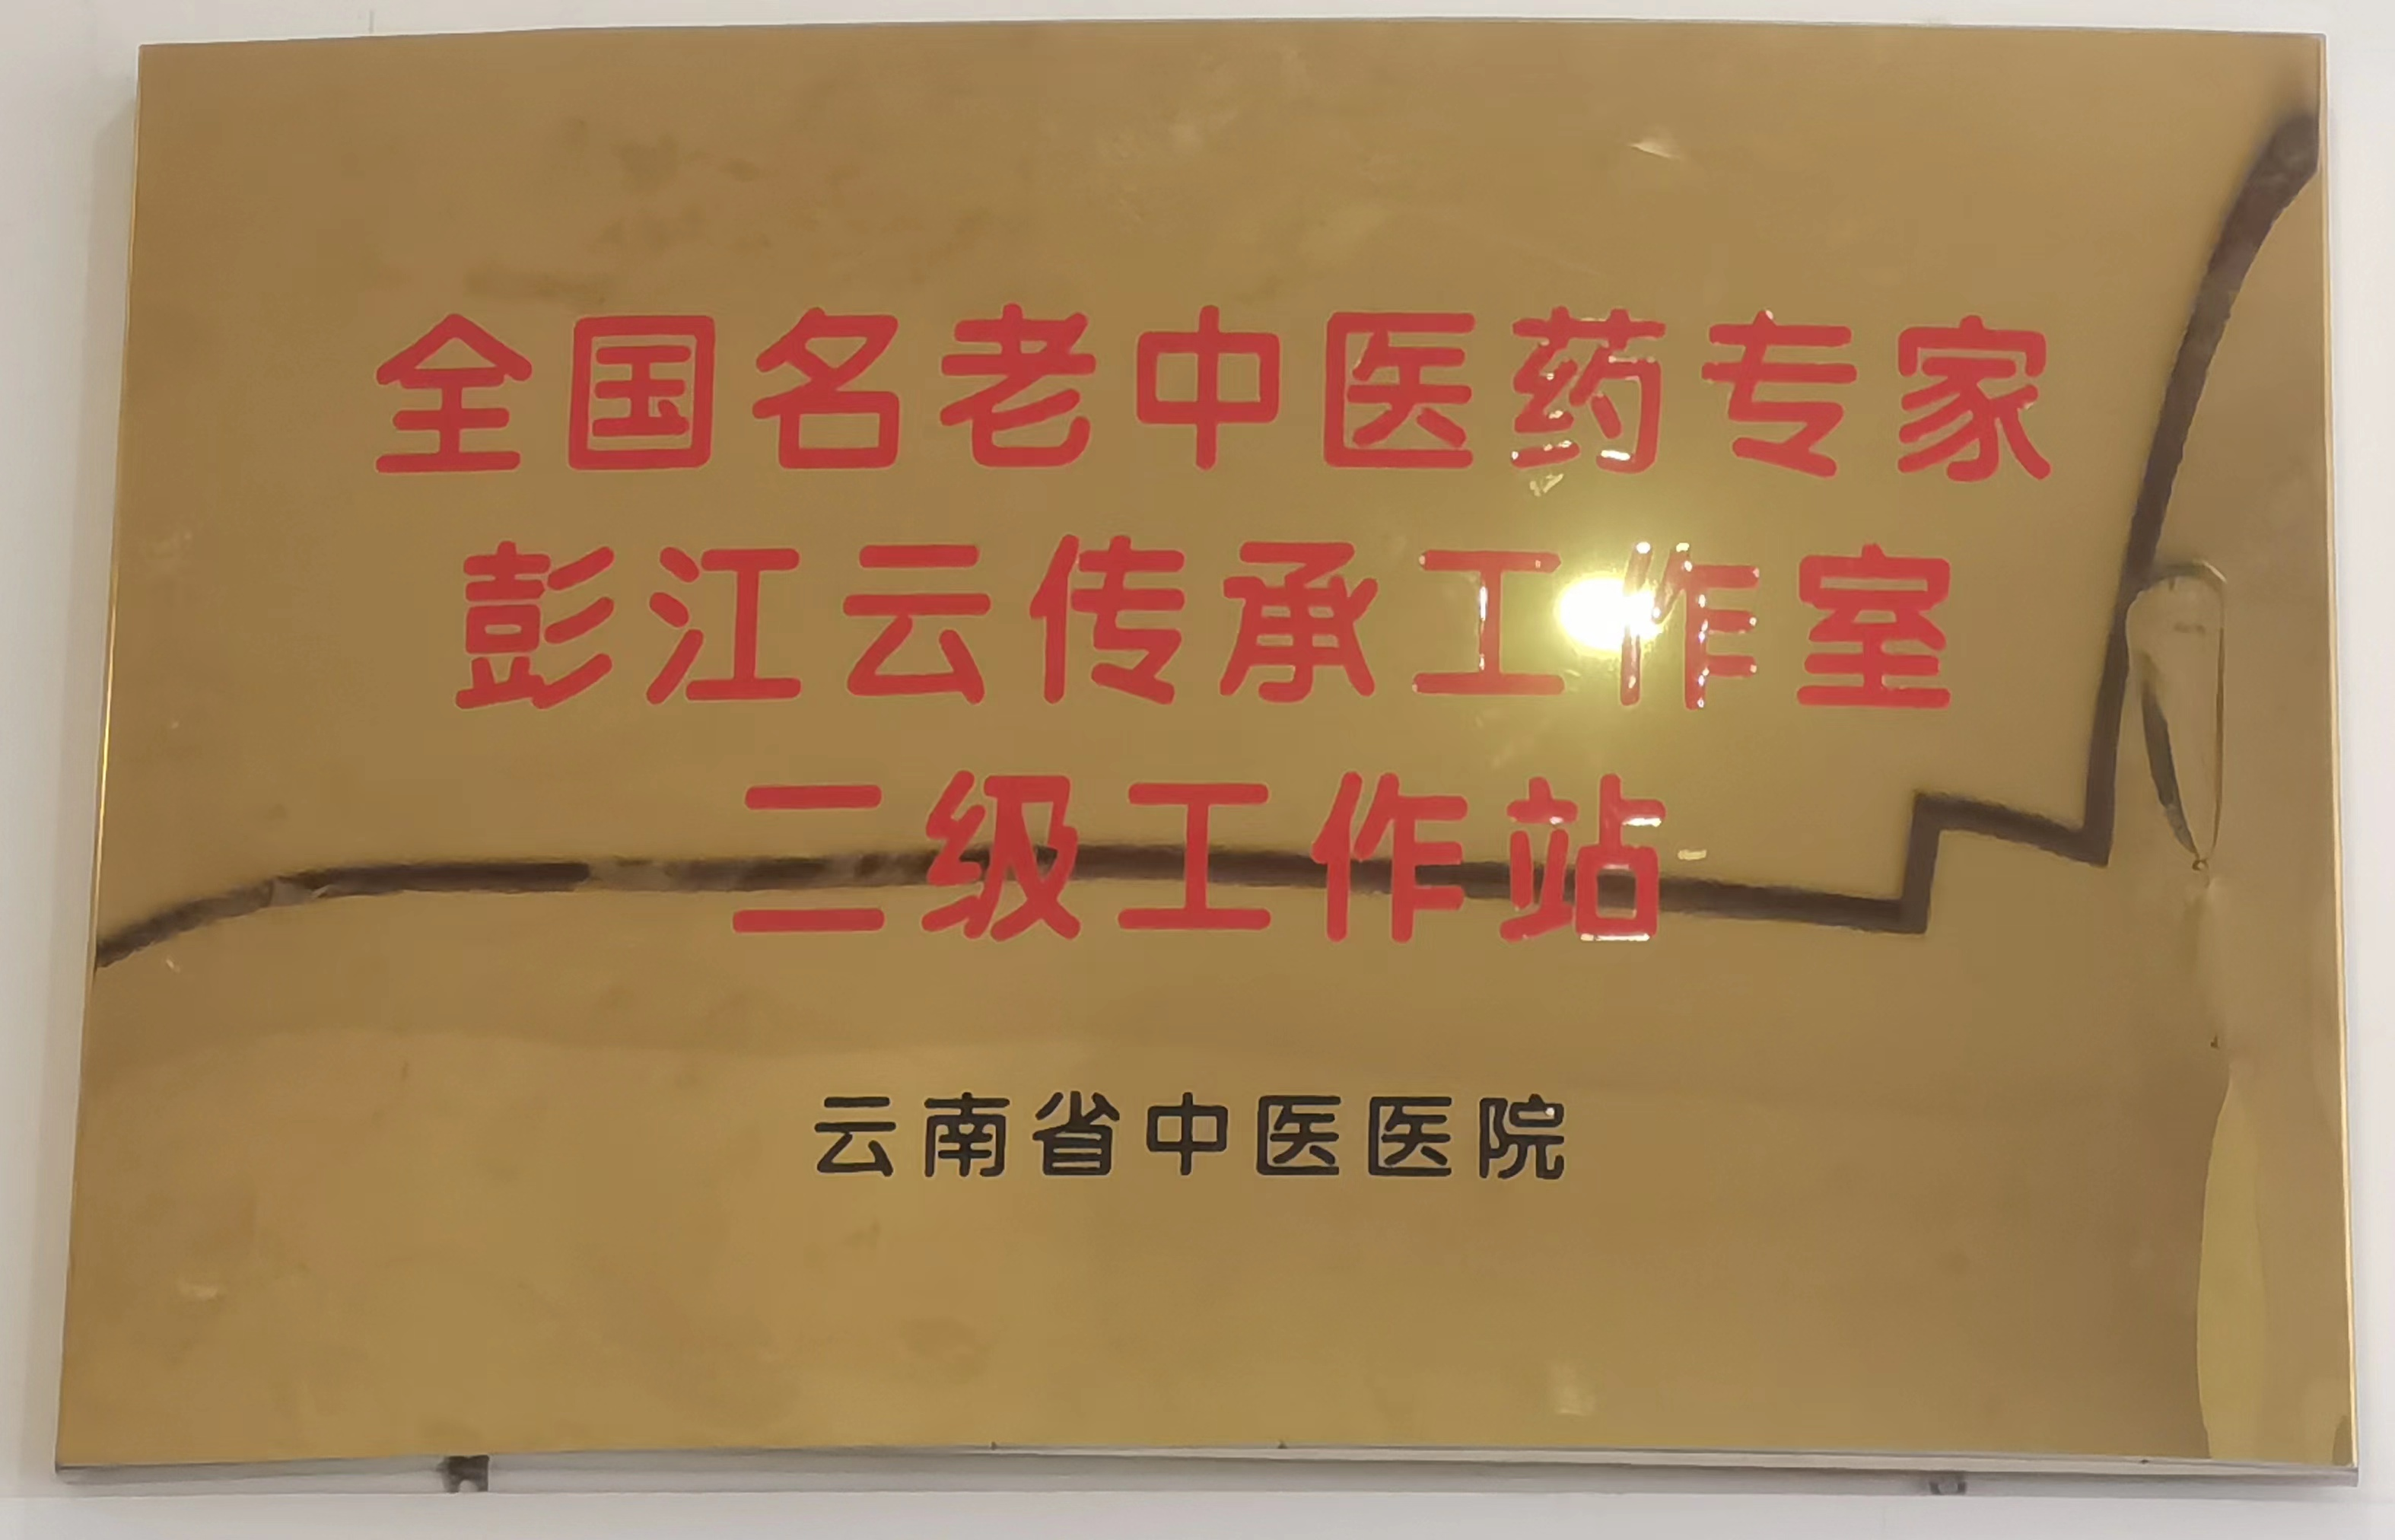 全国名老中医药专家
彭江云传承工作室
二级工作站
云南省中医医院